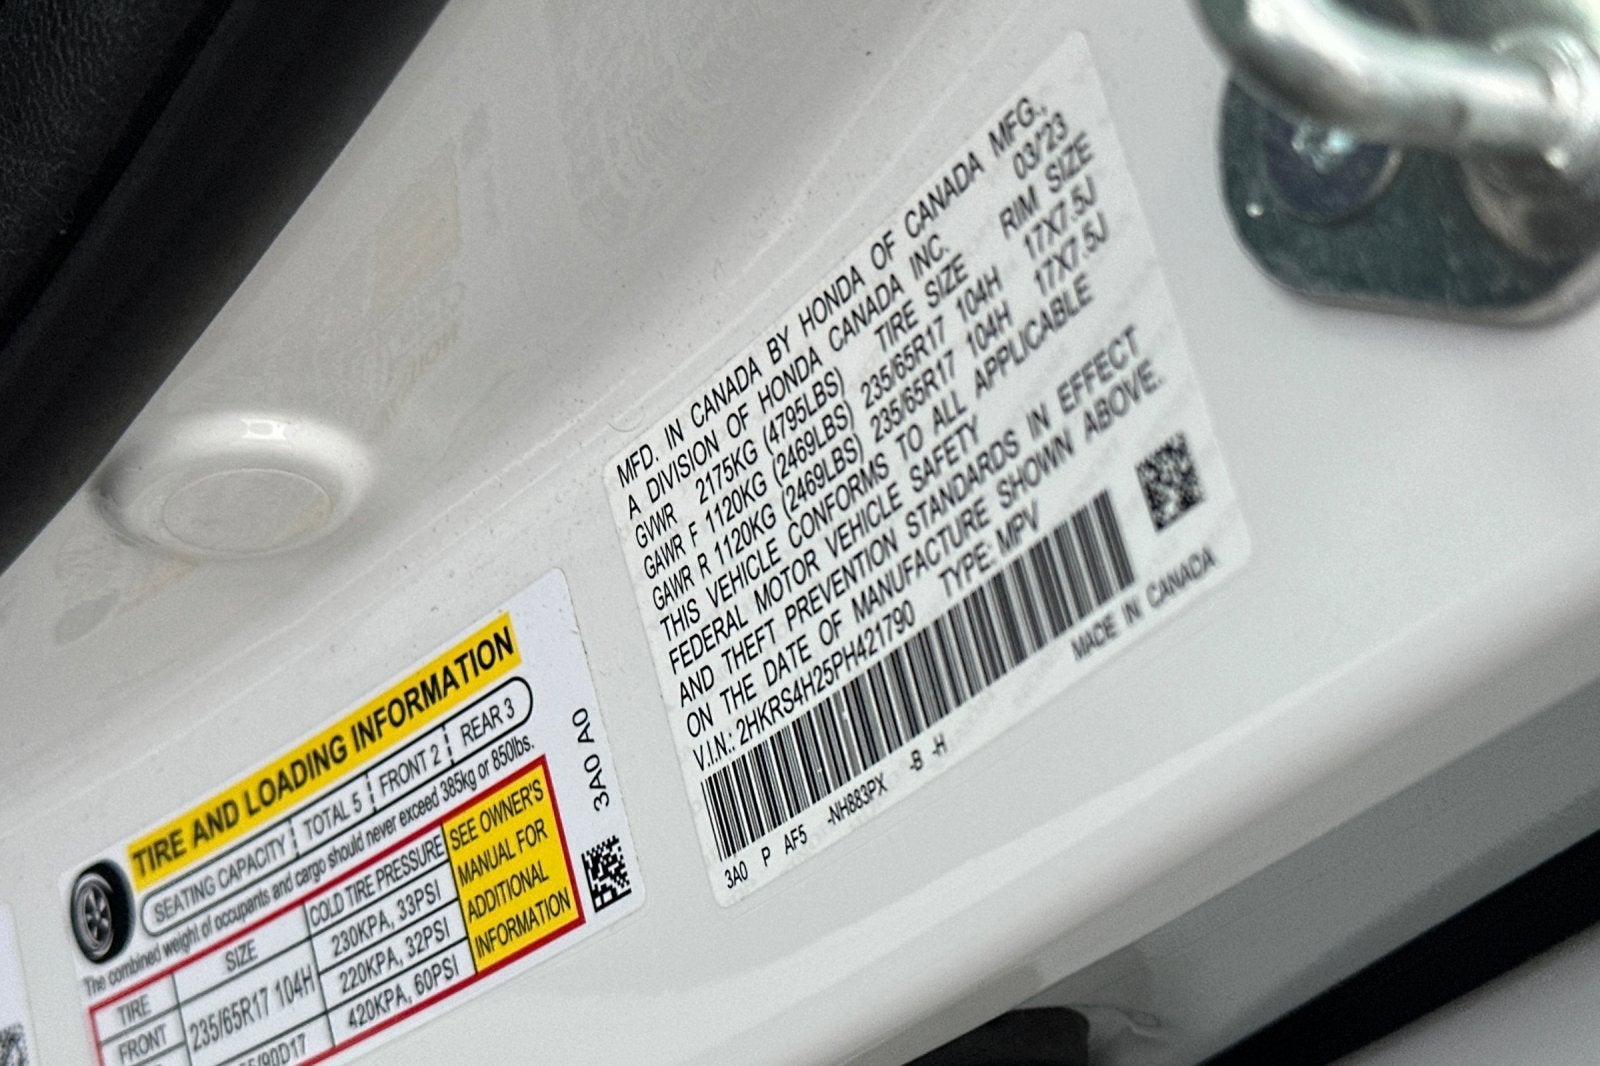 MFD. IN CANADA BY HONDA OF CANADA MFG.,
A DIVISION OF HONDA CANADA INC. 03/'23
GVWR 2175KG (4795LBS) TIRE SIZE RIM SIZE
GAWR F 1120KG (2469LBS) 235/65R17 104H 17X7.5J
GAWR R 1120KG (2469LBS) 235/65R17 104H 17X7.5J
THIS VEHICLE CONFORMS TO ALL APPLICABLE
FEDERAL MOTOR VEHICLE SAFETY
AND THEFT PREVENTION STANDARDS IN EFFECT
ON THE DATE OF MANUFACTURE SHOWN ABOVE.
V.I.N.: 2HKRS4H25PH421790 TYPE: MPV
3A0 P AF5 -NH883PX -B -H
MADE IN CANADA
TIRE AND LOADING INFORMATION
SEATING CAPACITY TOTAL 5 FRONT 2 REAR 3
The combined weight of occupants and cargo should never exceed 385kg or 850lbs.
TIRE SIZE COLD TIRE PRESSURE
FRONT 235/65R17 104H 230KPA, 33PSI
220KPA, 32PSI
420KPA, 60PSI
SEE OWNER'S
MANUAL FOR
ADDITIONAL
INFORMATION
3A0 A0